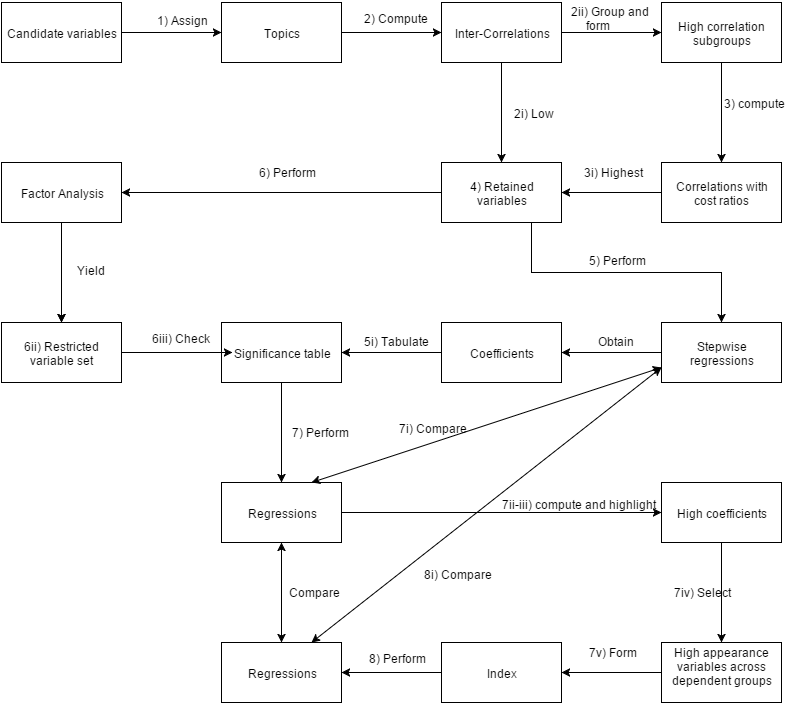 Candidate variables
1) Assign
Topics
2) Compute
Inter-Correlations
2ii) Group and
form
High correlation
subgroups
2i) Low
3) compute
Factor Analysis
6) Perform
4) Retained
variables
3i) Highest
Correlations with
cost ratios
Yield
5) Perform
6ii) Restricted
variable set
6iii) Check
Significance table
5i) Tabulate
Coefficients
Obtain
Stepwise
regressions
7) Perform
7i) Compare
Regressions
7ii-iii) compute and highlight
High coefficients
Compare
8i) Compare
7iv) Select
Regressions
8) Perform
Index
7v) Form
High appearance
variables across
dependent groups